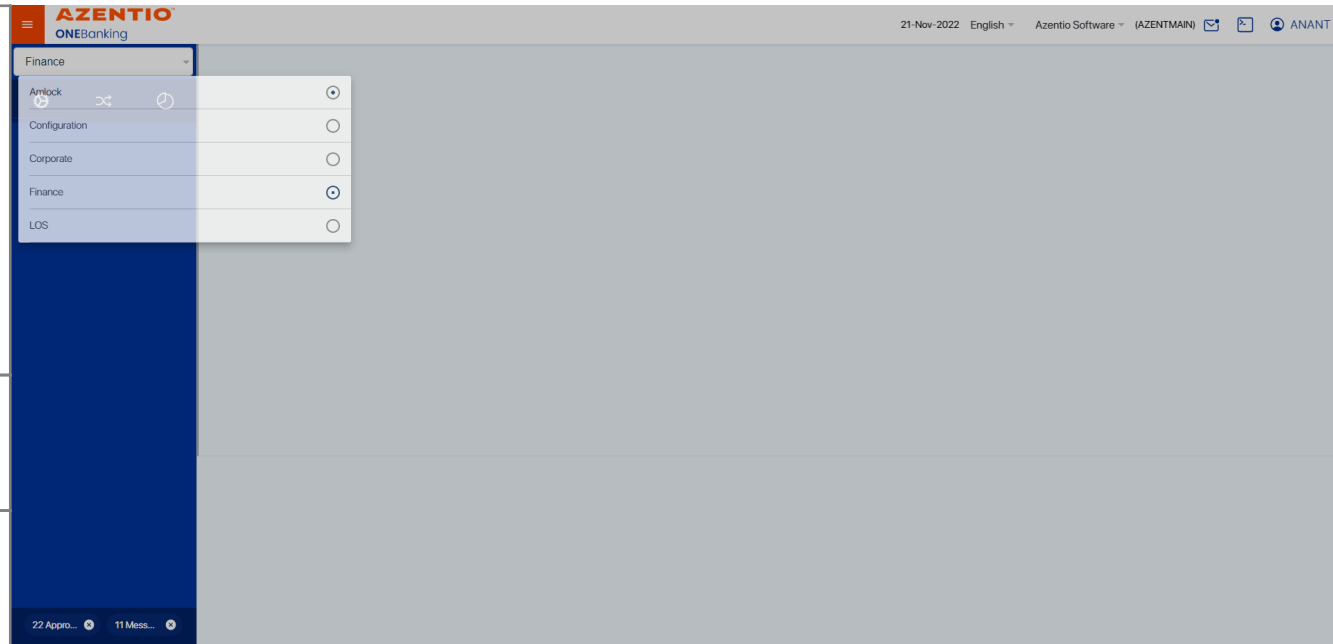 AZENTIO™
ONEBanking
21-Nov-2022 English Azentio Software (AZENTMAIN) ANANT
Finance
Amlock
Configuration
Corporate
Finance
LOS
22 Appro... 11 Mess...